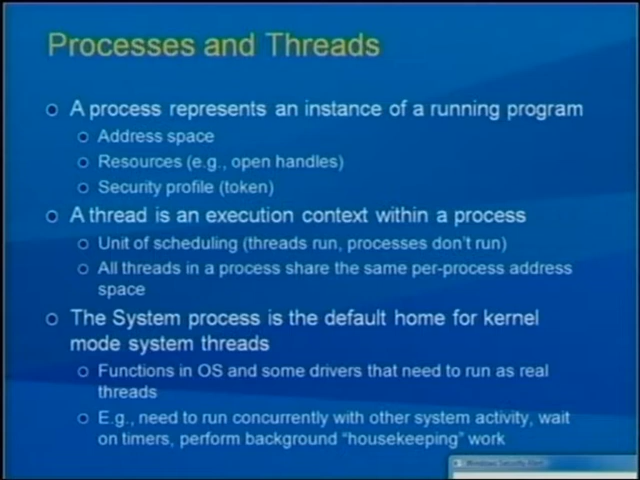 Processes and Threads
A process represents an instance of a running program
Address space
Resources (e.g., open handles)
Security profile (token)
A thread is an execution context within a process
Unit of scheduling (threads run, processes don't run)
All threads in a process share the same per-process address
space
The System process is the default home for kernel
mode system threads
Functions in OS and some drivers that need to run as real
threads
E.g., need to run concurrently with other system activity, wait
on timers, perform background “housekeeping” work
Windows Security Alert